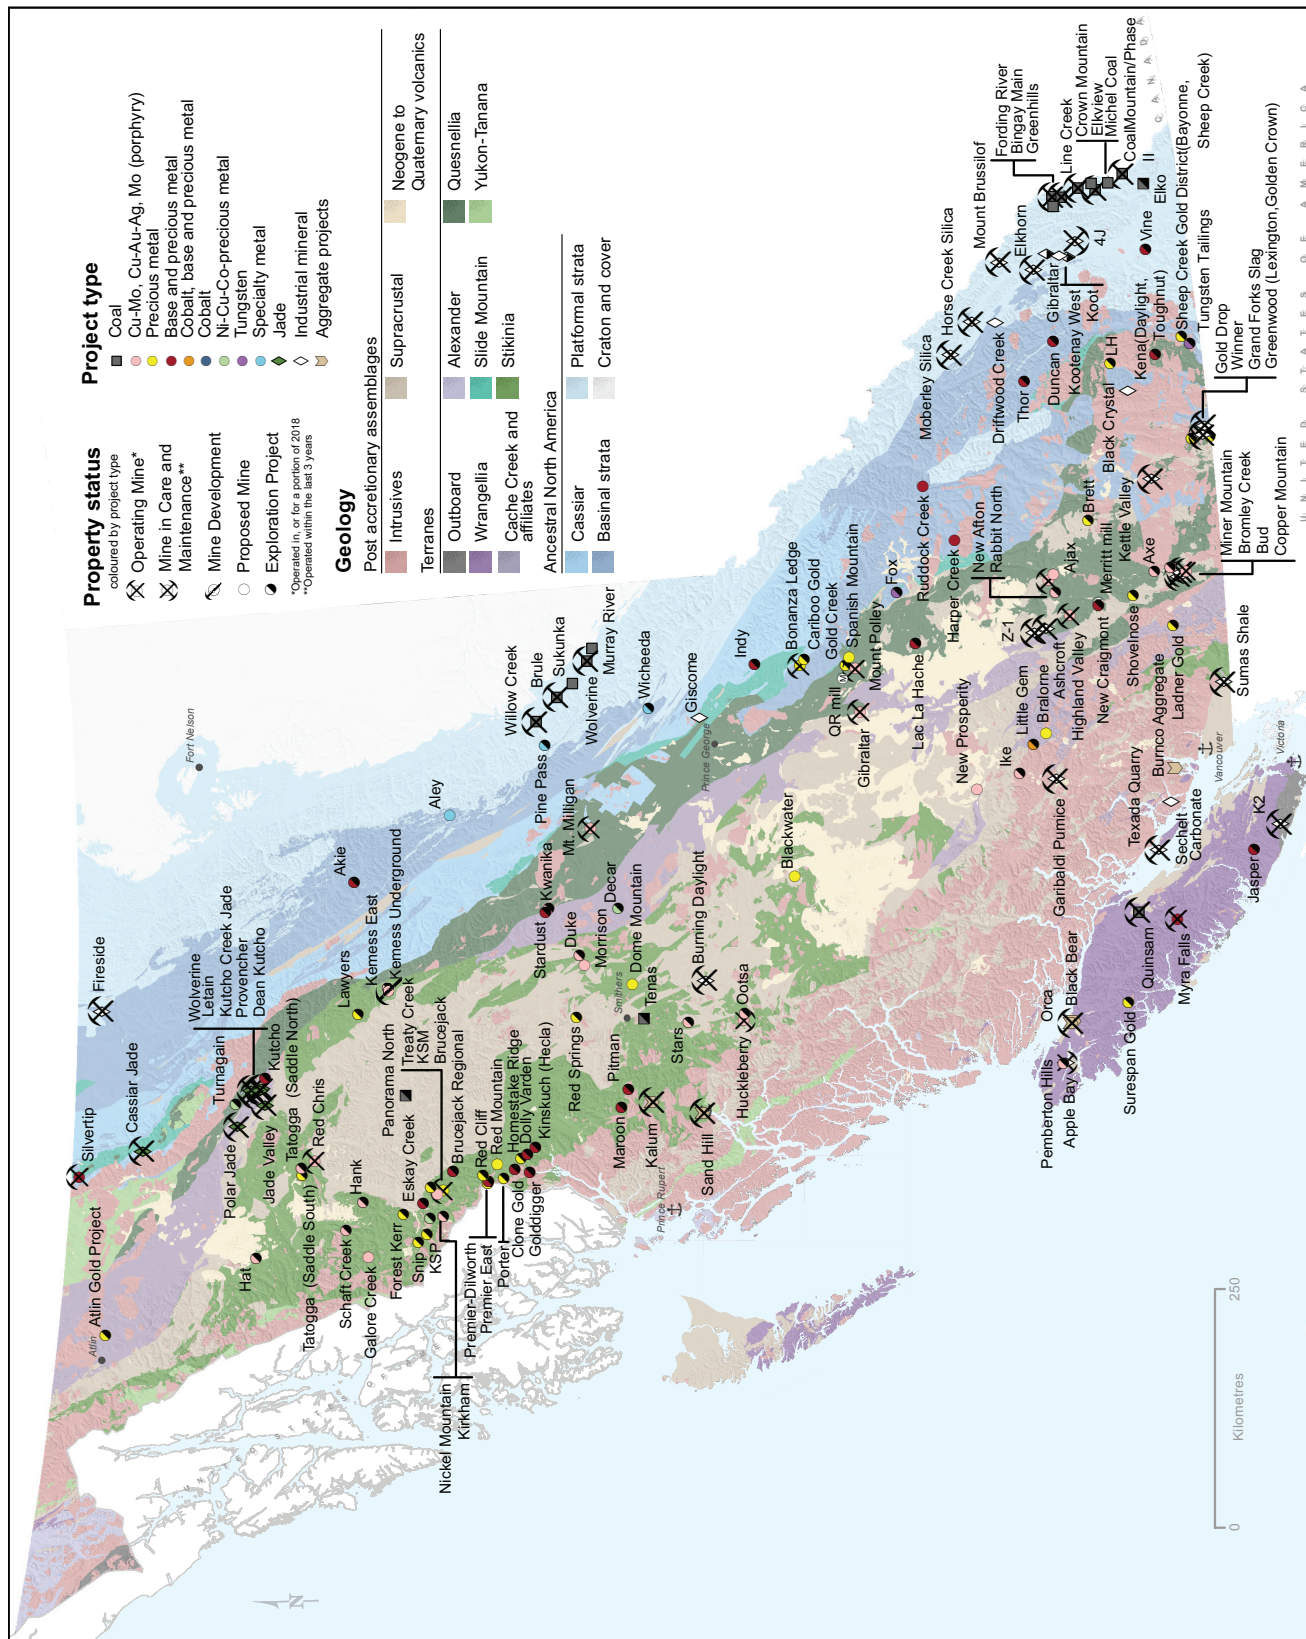 Property status
coloured by project type
Operating Mine*
Mine in Care and
Maintenance**
Mine Development
Proposed Mine
Exploration Project
*Operated in, or for a portion of 2018
**Operated within the last 3 years
Project type
Coal
Cu-Mo, Cu-Au-Ag, Mo (porphyry)
Precious metal
Base and precious metal
Cobalt, base and precious metal
Cobalt
Ni-Cu-Co-precious metal
Tungsten
Specialty metal
Jade
Industrial mineral
Aggregate projects
Geology
Post accretionary assemblages
Intrusives
Supracrustal
Neogene to
Quaternary volcanics
Terranes
Outboard
Alexander
Quesnellia
Wrangellia
Slide Mountain
Yukon-Tanana
Cache Creek and
affiliates
Stikinia
Ancestral North America
Cassiar
Platformal strata
Basinal strata
Craton and cover
Silvertip
Fireside
Cassiar Jade
Atlin Gold Project
Atlin
Fort Nelson
Wolverine
Letain
Kutcho Creek Jade
Provencher
Dean Kutcho
Turnagain
Kutcho
Polar Jade
Jade Valley
Hat
Tatogga (Saddle North)
Tatogga (Saddle South)
Red Chris
Schaft Creek
Hank
Galore Creek
Lawyers
Kemess East
Kemess Underground
Akie
Aley
Panorama North
Treaty Creek
KSM
Brucejack
Eskay Creek
Forest Kerr
Snip
KSP
Brucejack Regional
Nickel Mountain
Kirkham
Red Cliff
Red Mountain
Homestake Ridge
Dolly Varden
Kinskuch (Hecla)
Premier-Dilworth
Premier East
Porter
Clone Gold
Golddigger
Willow Creek
Brule
Sukunka
Wolverine
Murray River
Pine Pass
Wicheeda
Mt. Milligan
Stardust
Kwanika
Duke
Morrison
Decar
Dome Mountain
Smithers
Tenas
Red Springs
Pitman
Maroon
Kalum
Stars
Burning Daylight
Ootsa
Huckleberry
Sand Hill
Prince Rupert
Giscome
Prince George
Blackwater
Indy
Bonanza Ledge
Cariboo Gold
Gold Creek
Spanish Mountain
QR mill
Mount Polley
Gibraltar
Fox
Lac La Hache
Ruddock Creek
Harper Creek
New Prosperity
Ike
Little Gem
Bralorne
Z-1
Ashcroft
Highland Valley
New Afton
Rabbit North
Ajax
Merritt mill
New Craigmont
Shovelnose
Brett
Axe
Kettle Valley
Black Crystal
Miner Mountain
Bromley Creek
Bud
Copper Mountain
Ladner Gold
Sumas Shale
Burnco Aggregate
Vancouver
Victoria
Garibaldi Pumice
Texada Quarry
Sechelt
Carbonate
K2
Jasper
Quinsam
Myra Falls
Surespan Gold
Orca
Black Bear
Pemberton Hills
Apple Bay
Moberley Silica
Horse Creek Silica
Driftwood Creek
Thor
Duncan
Mount Brussilof
Elkhorn
Gibraltar
Kootenay West
Koot
4J
Fording River
Bingay Main
Greenhills
Line Creek
Crown Mountain
Elkview
Michel Coal
CoalMountain/Phase
II
Elko
Vine
LH
Kena(Daylight,
Toughnut)
Sheep Creek Gold District(Bayonne,
Sheep Creek)
Tungsten Tailings
Gold Drop
Winner
Grand Forks Slag
Greenwood (Lexington,Golden Crown)
CANADA
UNITED STATES OF AMERICA
N
0
250
Kilometres